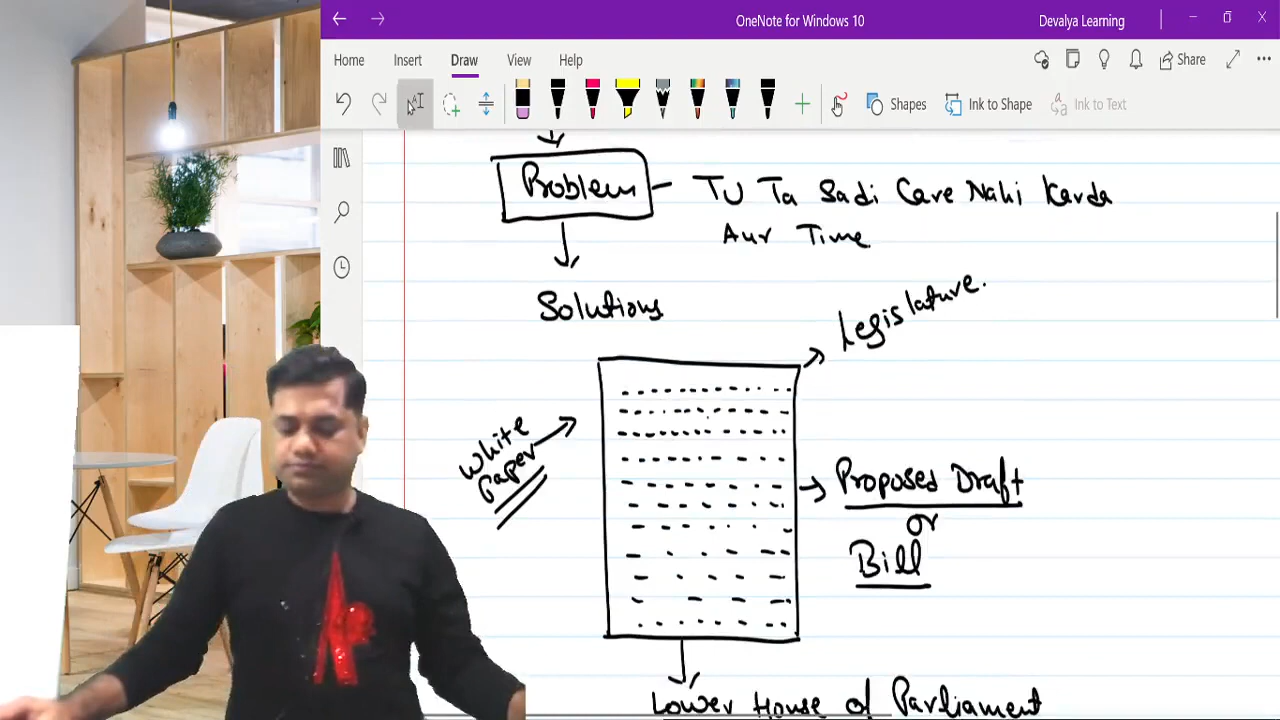 OneNote for Windows 10
Devalya Learning
Home Insert Draw View Help
Share
Shapes Ink to Shape Ink to Text
Problem - TU Ta Sadi Care Nahi Karda
Aur Time
Solutions
Legislature.
White
Paper
Proposed Draft
or
Bill
Lower House of Parliament